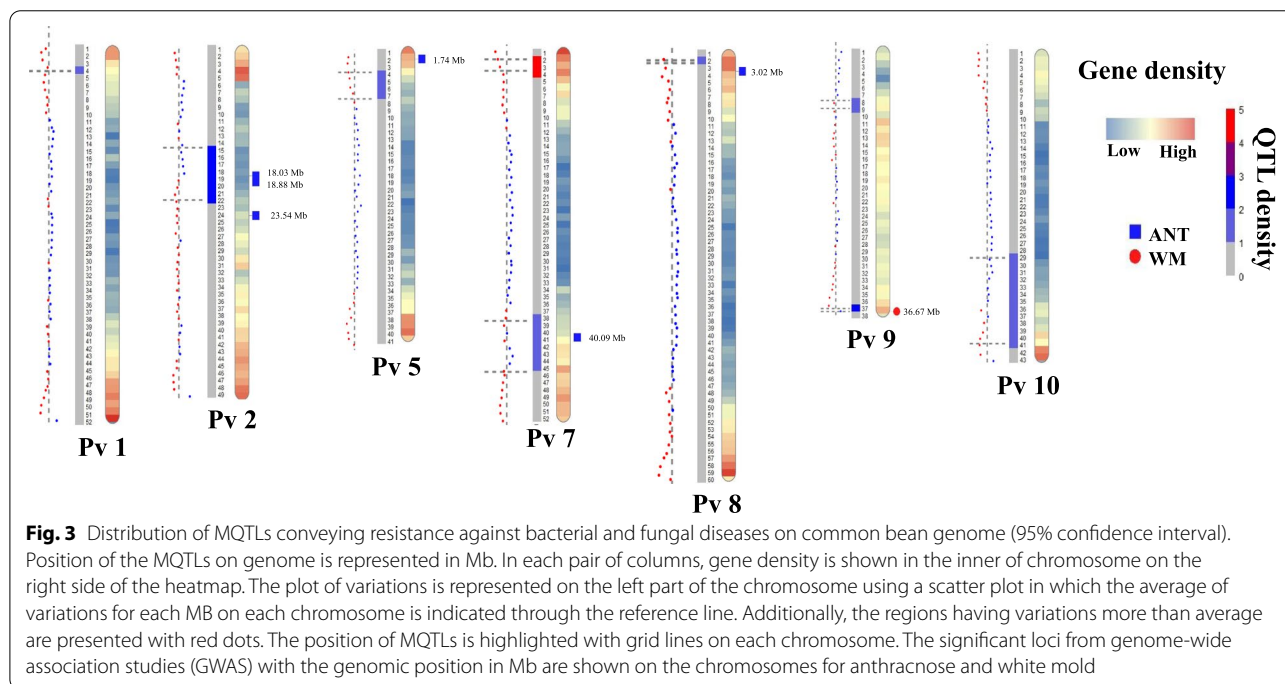 Gene density
Low High
QTL density
5
4
3
2
1
0
ANT
WM
18.03 Mb
18.88 Mb
23.54 Mb
1.74 Mb
40.09 Mb
3.02 Mb
36.67 Mb
Pv 1
Pv 2
Pv 5
Pv 7
Pv 8
Pv 9
Pv 10
Fig. 3 Distribution of MQTLs conveying resistance against bacterial and fungal diseases on common bean genome (95% confidence interval).
Position of the MQTLs on genome is represented in Mb. In each pair of columns, gene density is shown in the inner of chromosome on the
right side of the heatmap. The plot of variations is represented on the left part of the chromosome using a scatter plot in which the average of
variations for each MB on each chromosome is indicated through the reference line. Additionally, the regions having variations more than average
are presented with red dots. The position of MQTLs is highlighted with grid lines on each chromosome. The significant loci from genome-wide
association studies (GWAS) with the genomic position in Mb are shown on the chromosomes for anthracnose and white mold